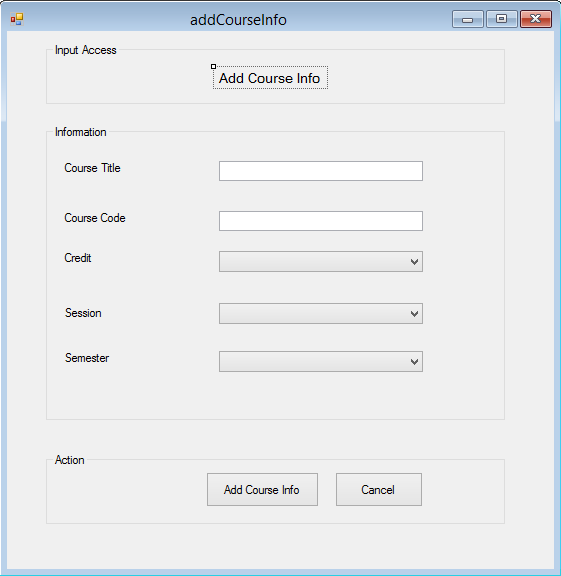 addCourseInfo
Input Access
Add Course Info
Information
Course Title
Course Code
Credit
Session
Semester
Action
Add Course Info
Cancel